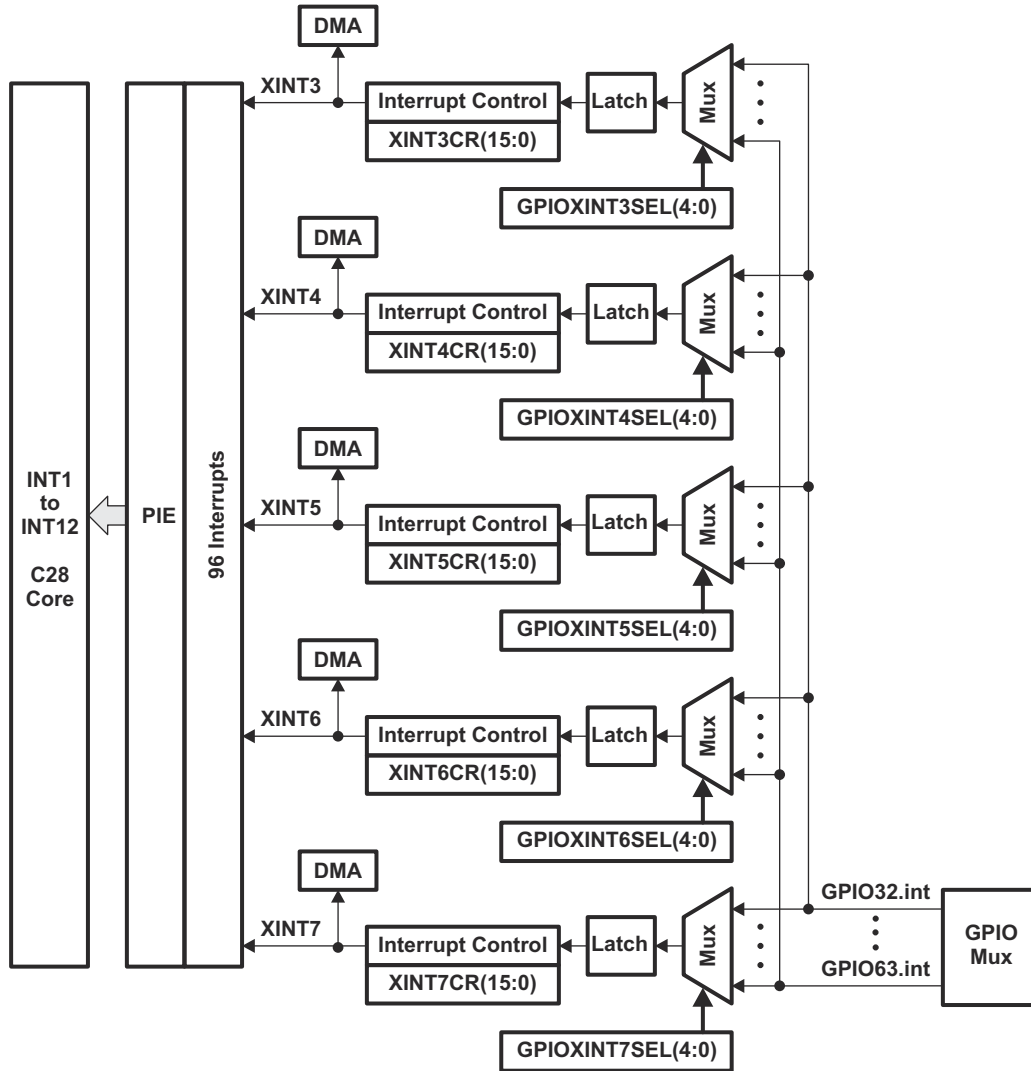 DMA
XINT3
Interrupt Control
XINT3CR(15:0)
Latch
Mux
GPIOXINT3SEL(4:0)
DMA
XINT4
Interrupt Control
XINT4CR(15:0)
Latch
Mux
GPIOXINT4SEL(4:0)
INT1
to
INT12
C28
Core
PIE
96 Interrupts
DMA
XINT5
Interrupt Control
XINT5CR(15:0)
Latch
Mux
GPIOXINT5SEL(4:0)
DMA
XINT6
Interrupt Control
XINT6CR(15:0)
Latch
Mux
GPIOXINT6SEL(4:0)
DMA
XINT7
Interrupt Control
XINT7CR(15:0)
Latch
Mux
GPIOXINT7SEL(4:0)
GPIO32.int
GPIO63.int
GPIO
Mux